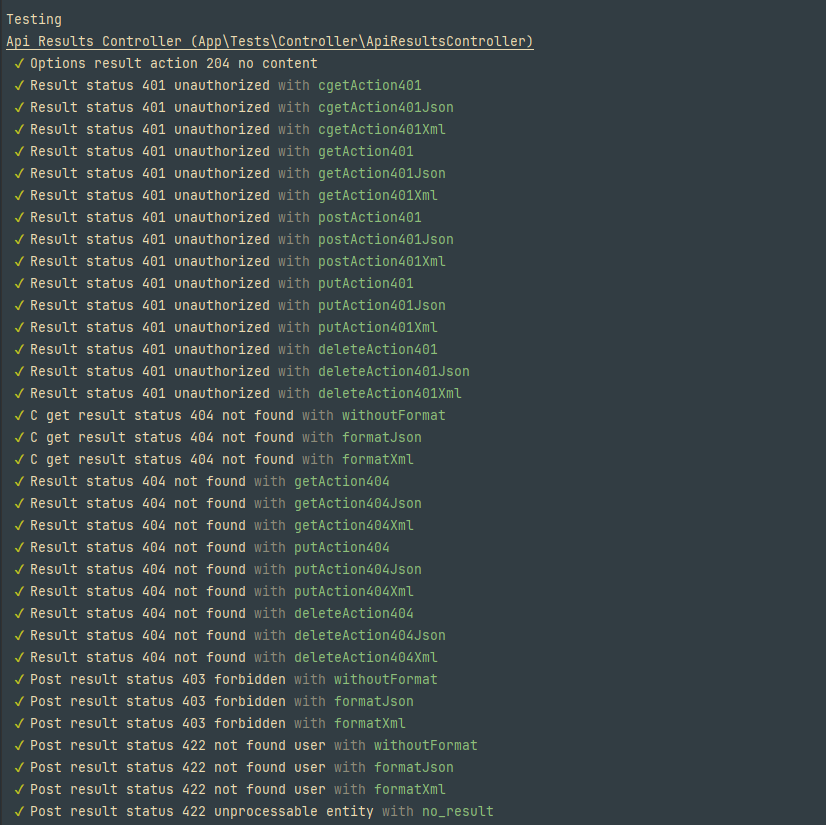 Testing
Api Results Controller (App\Tests\Controller\ApiResultsController)
✓ Options result action 204 no content
✓ Result status 401 unauthorized with cgetAction401
✓ Result status 401 unauthorized with cgetAction401Json
✓ Result status 401 unauthorized with cgetAction401Xml
✓ Result status 401 unauthorized with getAction401
✓ Result status 401 unauthorized with getAction401Json
✓ Result status 401 unauthorized with getAction401Xml
✓ Result status 401 unauthorized with postAction401
✓ Result status 401 unauthorized with postAction401Json
✓ Result status 401 unauthorized with postAction401Xml
✓ Result status 401 unauthorized with putAction401
✓ Result status 401 unauthorized with putAction401Json
✓ Result status 401 unauthorized with putAction401Xml
✓ Result status 401 unauthorized with deleteAction401
✓ Result status 401 unauthorized with deleteAction401Json
✓ Result status 401 unauthorized with deleteAction401Xml
✓ C get result status 404 not found with withoutFormat
✓ C get result status 404 not found with formatJson
✓ C get result status 404 not found with formatXml
✓ Result status 404 not found with getAction404
✓ Result status 404 not found with getAction404Json
✓ Result status 404 not found with getAction404Xml
✓ Result status 404 not found with putAction404
✓ Result status 404 not found with putAction404Json
✓ Result status 404 not found with putAction404Xml
✓ Result status 404 not found with deleteAction404
✓ Result status 404 not found with deleteAction404Json
✓ Result status 404 not found with deleteAction404Xml
✓ Post result status 403 forbidden with withoutFormat
✓ Post result status 403 forbidden with formatJson
✓ Post result status 403 forbidden with formatXml
✓ Post result status 422 not found user with withoutFormat
✓ Post result status 422 not found user with formatJson
✓ Post result status 422 not found user with formatXml
✓ Post result status 422 unprocessable entity with no_result